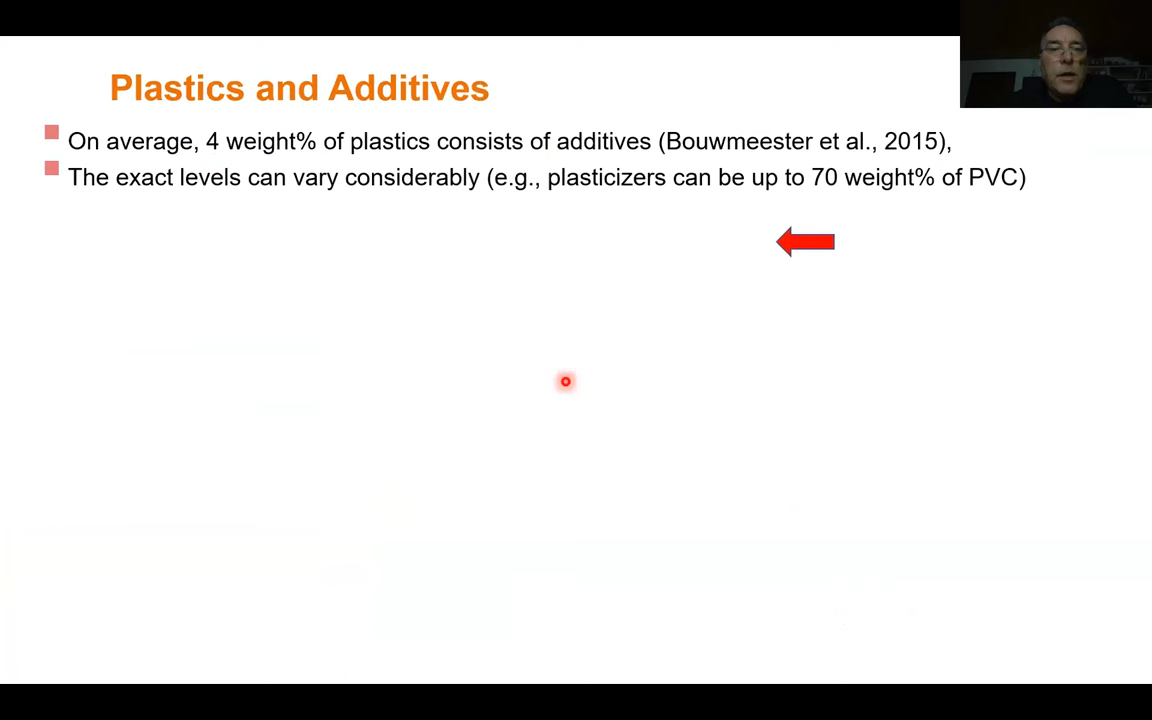 Plastics and Additives
On average, 4 weight% of plastics consists of additives (Bouwmeester et al., 2015),
The exact levels can vary considerably (e.g., plasticizers can be up to 70 weight% of PVC)